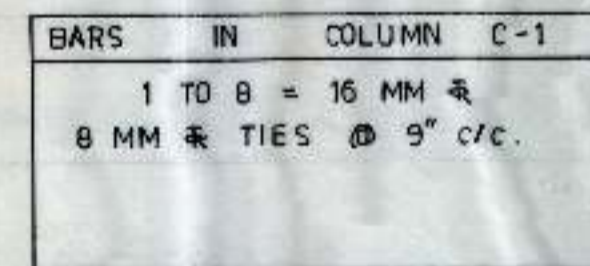 BARS IN COLUMN C-1
1 TO 8 = 16 MM
8 MM TIES @ 9" c/c.